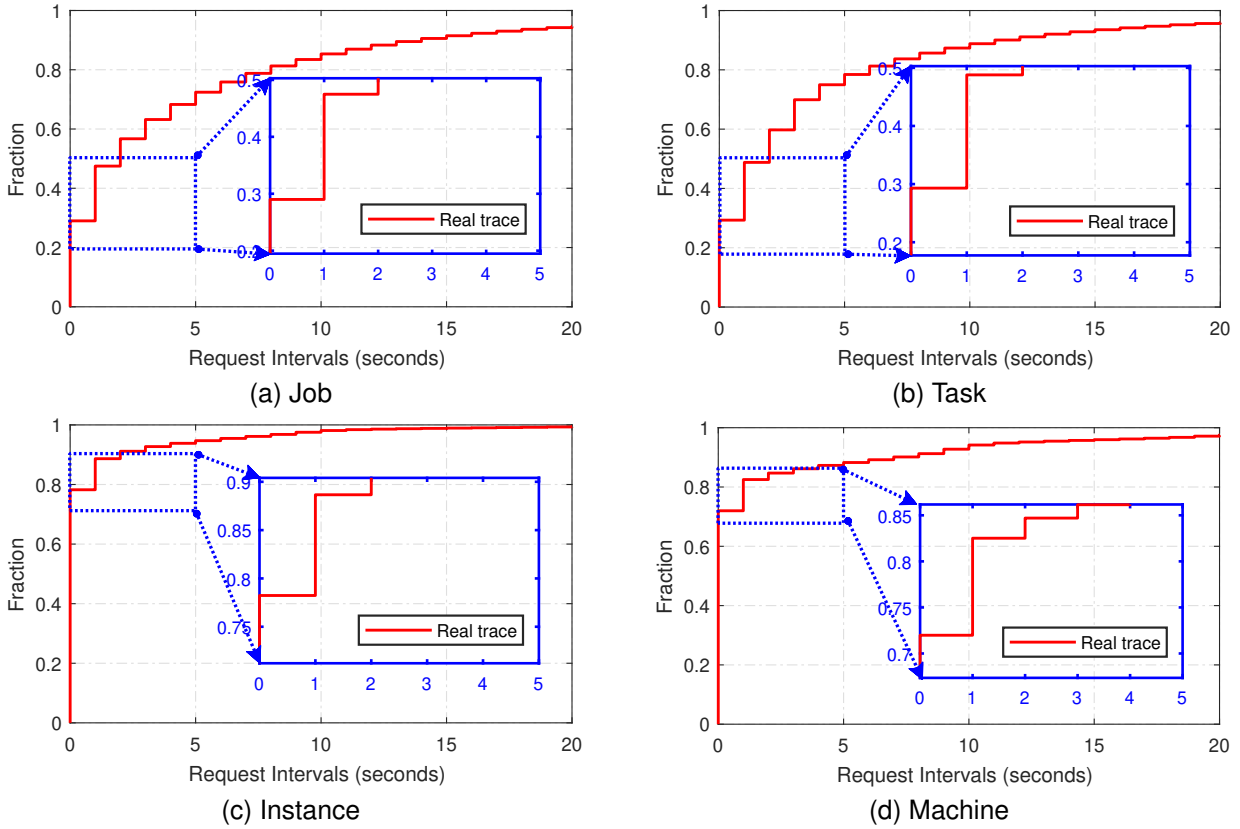 1
0.8
0.6
0.4
0.2
0
Fraction
0.5
0.4
0.3
0.2
0 1 2 3 4 5
Real trace
0 5 10 15 20
Request Intervals (seconds)
(a) Job
1
0.8
0.6
0.4
0.2
0
Fraction
0.5
0.4
0.3
0.2
0 1 2 3 4 5
Real trace
0 5 10 15 20
Request Intervals (seconds)
(b) Task
1
0.8
0.6
0.4
0.2
0
Fraction
0.9
0.85
0.8
0.75
0 1 2 3 4 5
Real trace
0 5 10 15 20
Request Intervals (seconds)
(c) Instance
1
0.8
0.6
0.4
0.2
0
Fraction
0.85
0.8
0.75
0.7
0 1 2 3 4 5
Real trace
0 5 10 15 20
Request Intervals (seconds)
(d) Machine